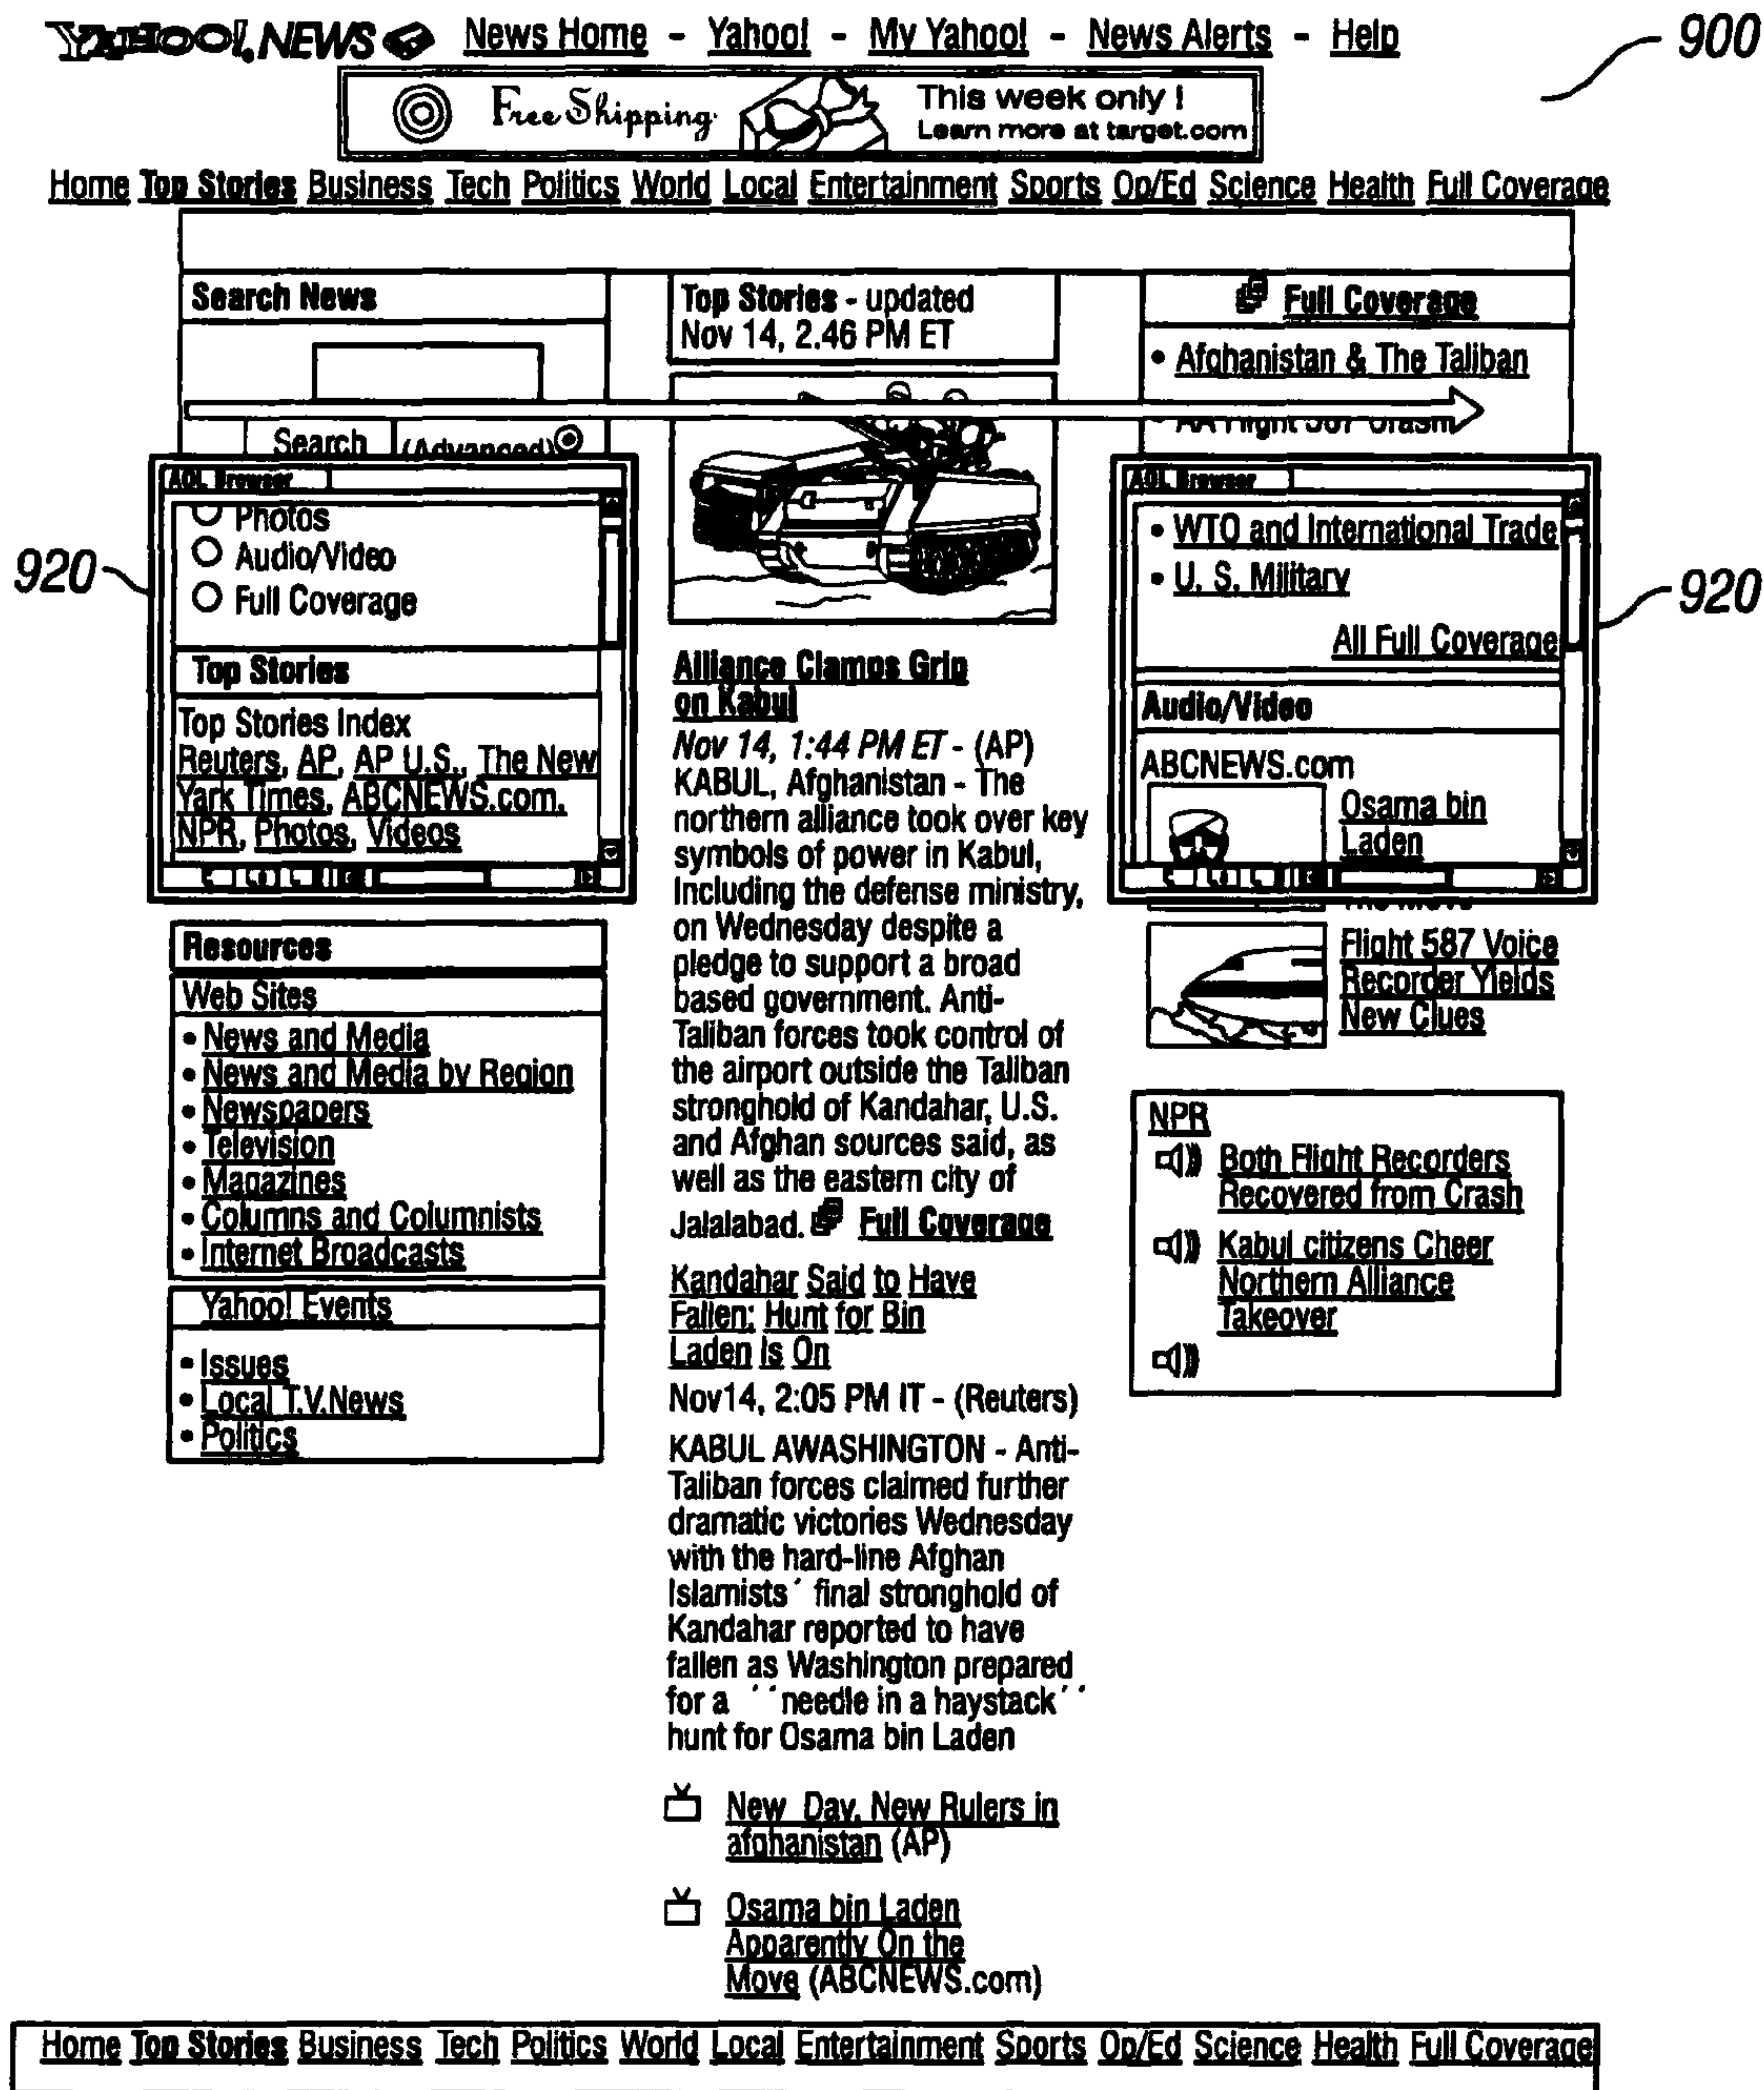 YAHOO! NEWS News Home - Yahoo! - My Yahoo! - News Alerts - Help
900
Free Shipping
This week only !
Learn more at target.com
Home Top Stories Business Tech Politics World Local Entertainment Sports Op/Ed Science Health Full Coverage
Search News
Search (Advanced)
AOL Browser
Photos
Audio/Video
Full Coverage
920
Top Stories
Top Stories Index
Reuters, AP, AP U.S., The New
Yark Times, ABCNEWS.com,
NPR, Photos, Videos
Resources
Web Sites
• News and Media
• News and Media by Region
• Newspapers
• Television
• Magazines
• Columns and Columnists
• Internet Broadcasts
Yahoo! Events
• Issues
• Local T.V.News
• Politics
Top Stories - updated
Nov 14, 2.46 PM ET
Alliance Clamps Grip
on Kabul
Nov 14, 1:44 PM ET - (AP)
KABUL, Afghanistan - The
northern alliance took over key
symbols of power in Kabul,
Including the defense ministry,
on Wednesday despite a
pledge to support a broad
based government. Anti-
Taliban forces took control of
the airport outside the Taliban
stronghold of Kandahar, U.S.
and Afghan sources said, as
well as the eastern city of
Jalalabad. Full Coverage
Kandahar Said to Have
Fallen; Hunt for Bin
Laden Is On
Nov14, 2:05 PM IT - (Reuters)
KABUL AWASHINGTON - Anti-
Taliban forces claimed further
dramatic victories Wednesday
with the hard-line Afghan
Islamists´ final stronghold of
Kandahar reported to have
fallen as Washington prepared
for a ´´needle in a haystack´´
hunt for Osama bin Laden
New Day, New Rulers in
afghanistan (AP)
Osama bin Laden
Apparently On the
Move (ABCNEWS.com)
Full Coverage
• Afghanistan & The Taliban
• AA Flight 587 Crash
AOL Browser
• WTO and International Trade
• U. S. Military
920
All Full Coverage
Audio/Video
ABCNEWS.com
Osama bin
Laden
Flight 587 Voice
Recorder Yields
New Clues
NPR
Both Flight Recorders
Recovered from Crash
Kabul citizens Cheer
Northern Alliance
Takeover
Home Top Stories Business Tech Politics World Local Entertainment Sports Op/Ed Science Health Full Coverage